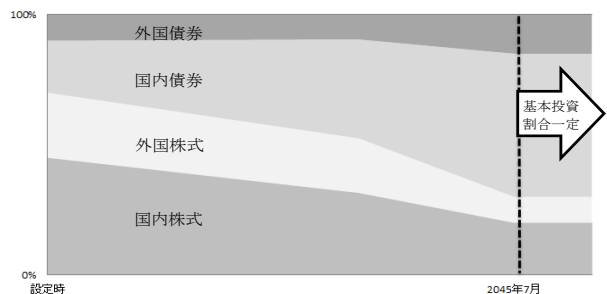 100%
外国債券
国内債券
基本投資
割合一定
外国株式
国内株式
0%
設定時
2045年7月